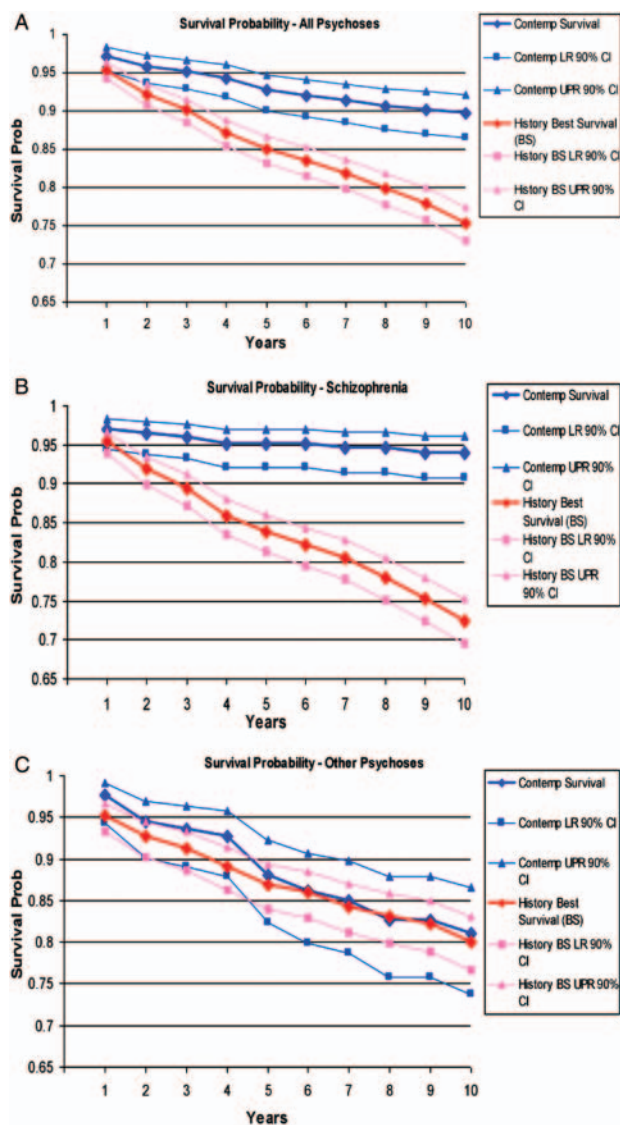 A
Survival Probability - All Psychoses
Survival Prob
1
0.95
0.9
0.85
0.8
0.75
0.7
0.65
1 2 3 4 5 6 7 8 9 10
Years
Contemp Survival
Contemp LR 90% CI
Contemp UPR 90%
CI
History Best Survival
(BS)
History BS LR 90% CI
History BS UPR 90%
CI
B
Survival Probability - Schizophrenia
Survival Prob
1
0.95
0.9
0.85
0.8
0.75
0.7
0.65
1 2 3 4 5 6 7 8 9 10
Years
Contemp Survival
Contemp LR 90% CI
Contemp UPR 90%
CI
History Best
Survival (BS)
History BS LR 90%
CI
History BS UPR
90% CI
C
Survival Probability - Other Psychoses
Survival Prob
1
0.95
0.9
0.85
0.8
0.75
0.7
0.65
1 2 3 4 5 6 7 8 9 10
Years
Contemp Survival
Contemp LR 90% CI
Contemp UPR 90%
CI
History Best
Survival (BS)
History BS LR 90%
CI
History BS UPR 90%
CI